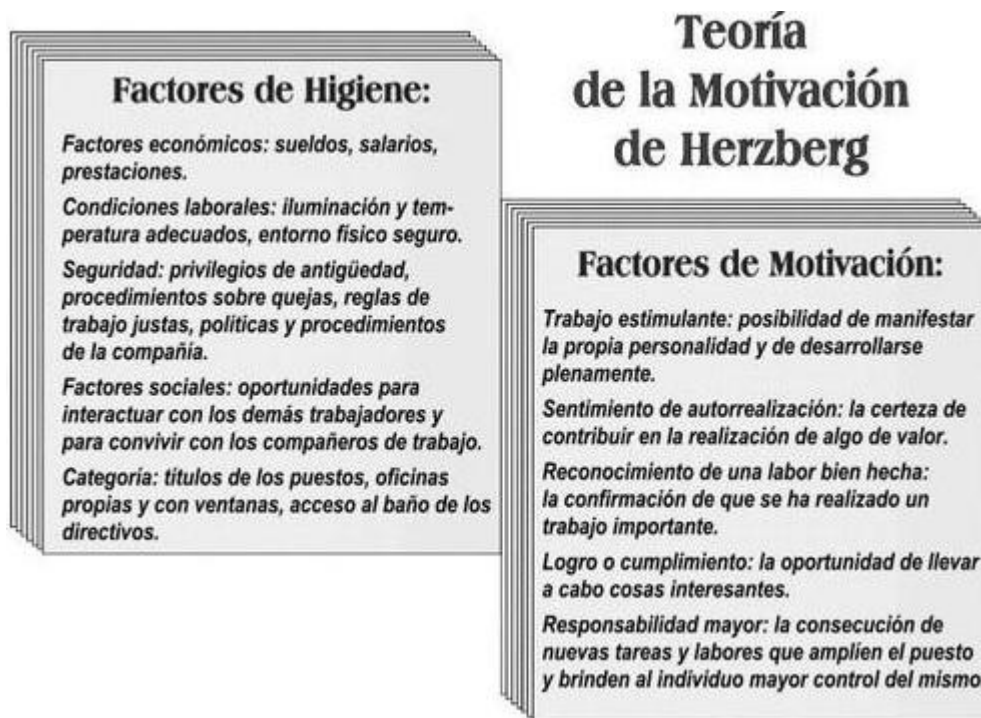 Teoría
de la Motivación
de Herzberg
Factores de Higiene:
Factores económicos: sueldos, salarios,
prestaciones.
Condiciones laborales: iluminación y tem-
peratura adecuados, entorno físico seguro.
Seguridad: privilegios de antigüedad,
procedimientos sobre quejas, reglas de
trabajo justas, políticas y procedimientos
de la compañía.
Factores sociales: oportunidades para
interactuar con los demás trabajadores y
para convivir con los compañeros de trabajo.
Categoría: títulos de los puestos, oficinas
propias y con ventanas, acceso al baño de los
directivos.
Factores de Motivación:
Trabajo estimulante: posibilidad de manifestar
la propia personalidad y de desarrollarse
plenamente.
Sentimiento de autorrealización: la certeza de
contribuir en la realización de algo de valor.
Reconocimiento de una labor bien hecha:
la confirmación de que se ha realizado un
trabajo importante.
Logro o cumplimiento: la oportunidad de llevar
a cabo cosas interesantes.
Responsabilidad mayor: la consecución de
nuevas tareas y labores que amplíen el puesto
y brinden al individuo mayor control del mismo